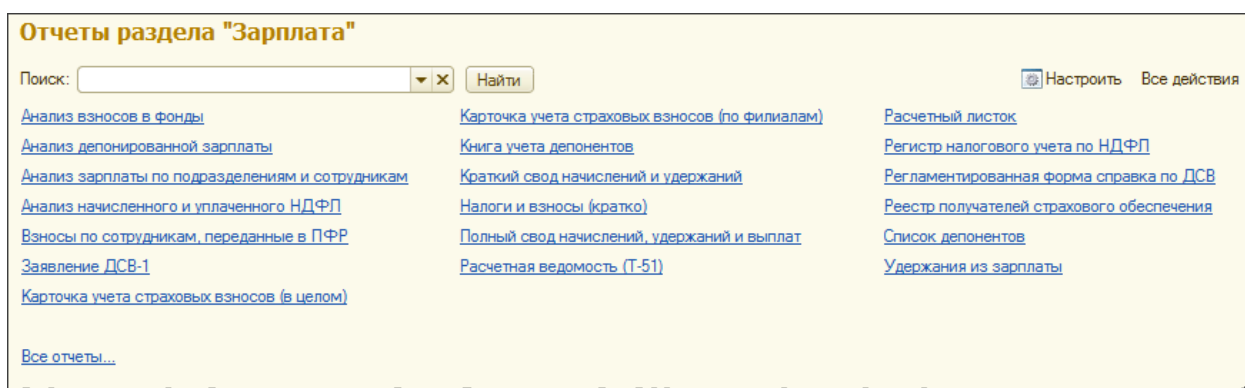 Отчеты раздела "Зарплата"
Поиск: Найти Настроить Все действия
Анализ взносов в фонды
Анализ депонированной зарплаты
Анализ зарплаты по подразделениям и сотрудникам
Анализ начисленного и уплаченного НДФЛ
Взносы по сотрудникам, переданные в ПФР
Заявление ДСВ-1
Карточка учета страховых взносов (в целом)
Карточка учета страховых взносов (по филиалам)
Книга учета депонентов
Краткий свод начислений и удержаний
Налоги и взносы (кратко)
Полный свод начислений, удержаний и выплат
Расчетная ведомость (Т-51)
Расчетный листок
Регистр налогового учета по НДФЛ
Регламентированная форма справка по ДСВ
Реестр получателей страхового обеспечения
Список депонентов
Удержания из зарплаты
Все отчеты...